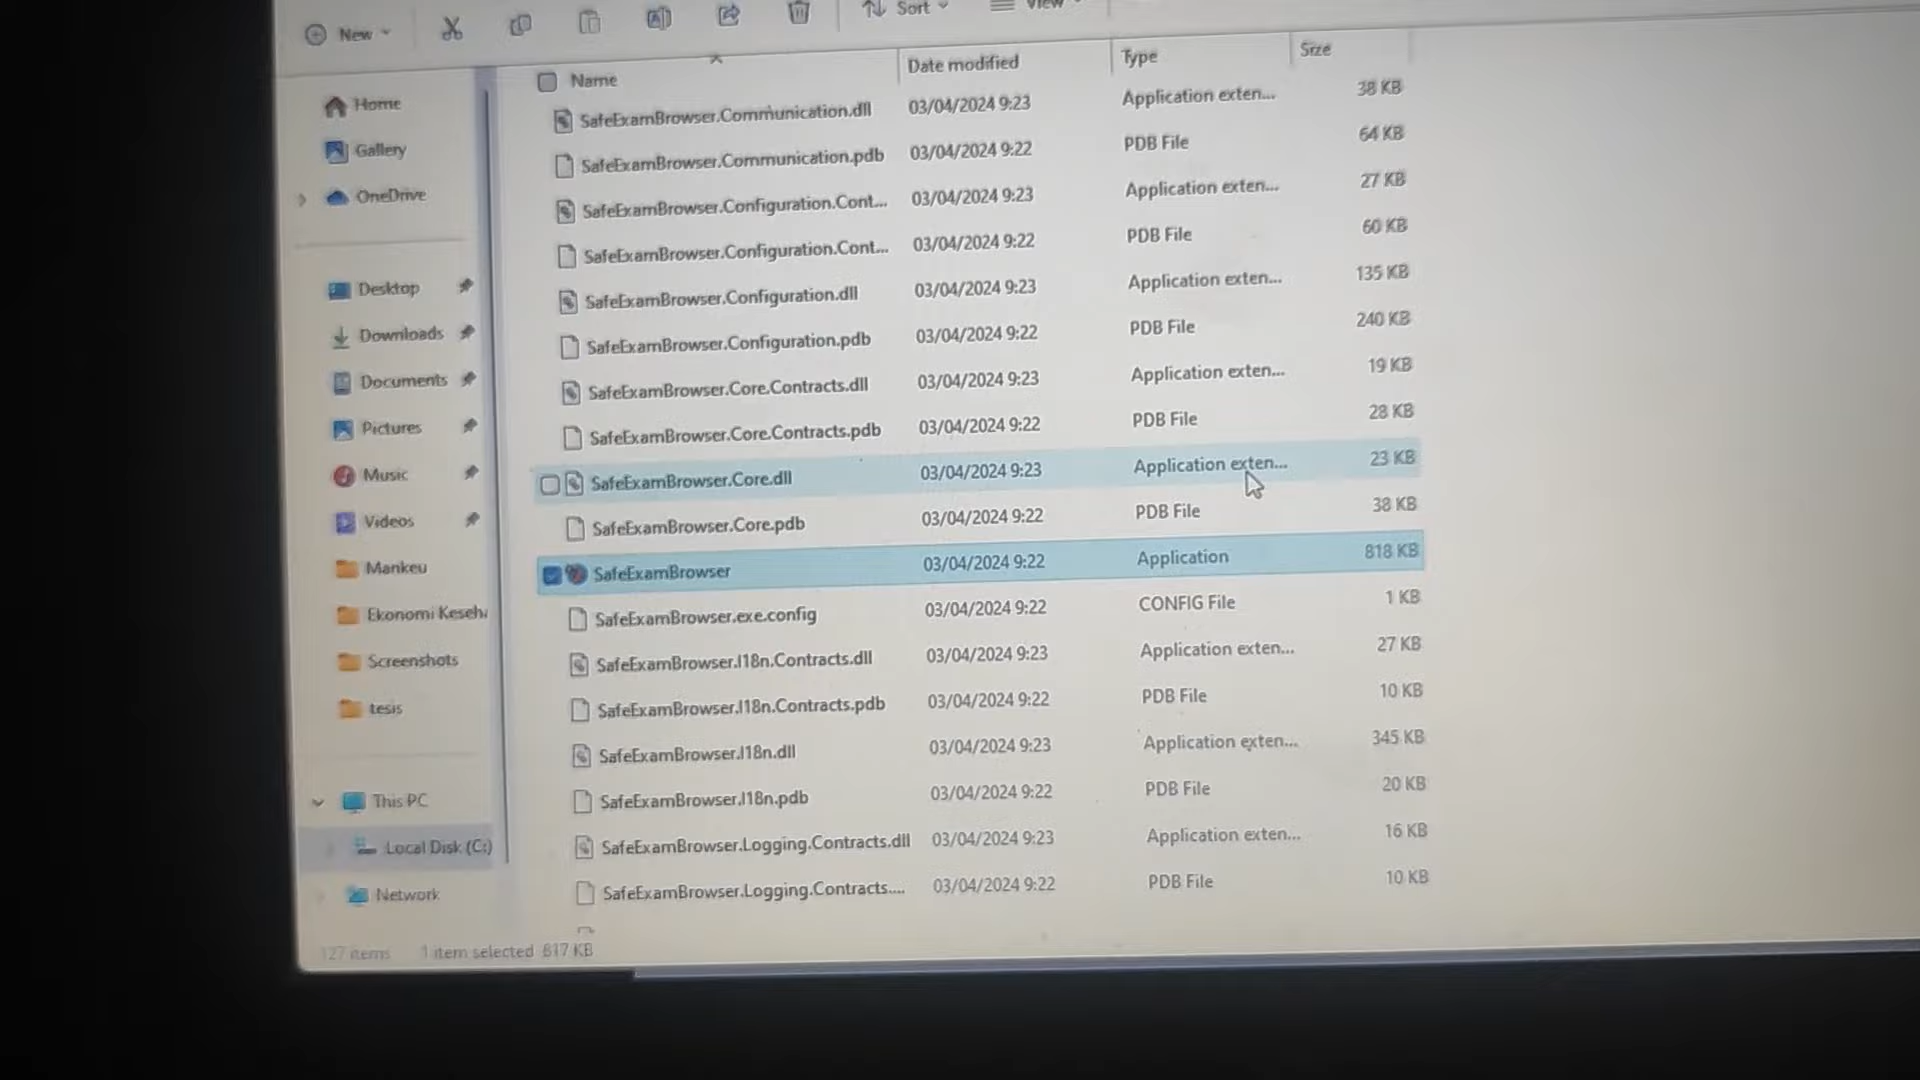 New
Sort
View
Name Date modified Type Size
Home
Gallery
OneDrive
Desktop
Downloads
Documents
Pictures
Music
Videos
Mankeu
Ekonomi Keseh
Screenshots
tesis
This PC
Local Disk (C:)
Network
SafeExamBrowser.Communication.dll 03/04/2024 9:23 Application exten... 38 KB
SafeExamBrowser.Communication.pdb 03/04/2024 9:22 PDB File 64 KB
SafeExamBrowser.Configuration.Cont... 03/04/2024 9:23 Application exten... 27 KB
SafeExamBrowser.Configuration.Cont... 03/04/2024 9:22 PDB File 60 KB
SafeExamBrowser.Configuration.dll 03/04/2024 9:23 Application exten... 135 KB
SafeExamBrowser.Configuration.pdb 03/04/2024 9:22 PDB File 240 KB
SafeExamBrowser.Core.Contracts.dll 03/04/2024 9:23 Application exten... 19 KB
SafeExamBrowser.Core.Contracts.pdb 03/04/2024 9:22 PDB File 28 KB
SafeExamBrowser.Core.dll 03/04/2024 9:23 Application exten... 23 KB
SafeExamBrowser.Core.pdb 03/04/2024 9:22 PDB File 38 KB
SafeExamBrowser 03/04/2024 9:22 Application 818 KB
SafeExamBrowser.exe.config 03/04/2024 9:22 CONFIG File 1 KB
SafeExamBrowser.I18n.Contracts.dll 03/04/2024 9:23 Application exten... 27 KB
SafeExamBrowser.I18n.Contracts.pdb 03/04/2024 9:22 PDB File 10 KB
SafeExamBrowser.I18n.dll 03/04/2024 9:23 Application exten... 345 KB
SafeExamBrowser.I18n.pdb 03/04/2024 9:22 PDB File 20 KB
SafeExamBrowser.Logging.Contracts.dll 03/04/2024 9:23 Application exten... 16 KB
SafeExamBrowser.Logging.Contracts.... 03/04/2024 9:22 PDB File 10 KB
127 items 1 item selected 817 KB